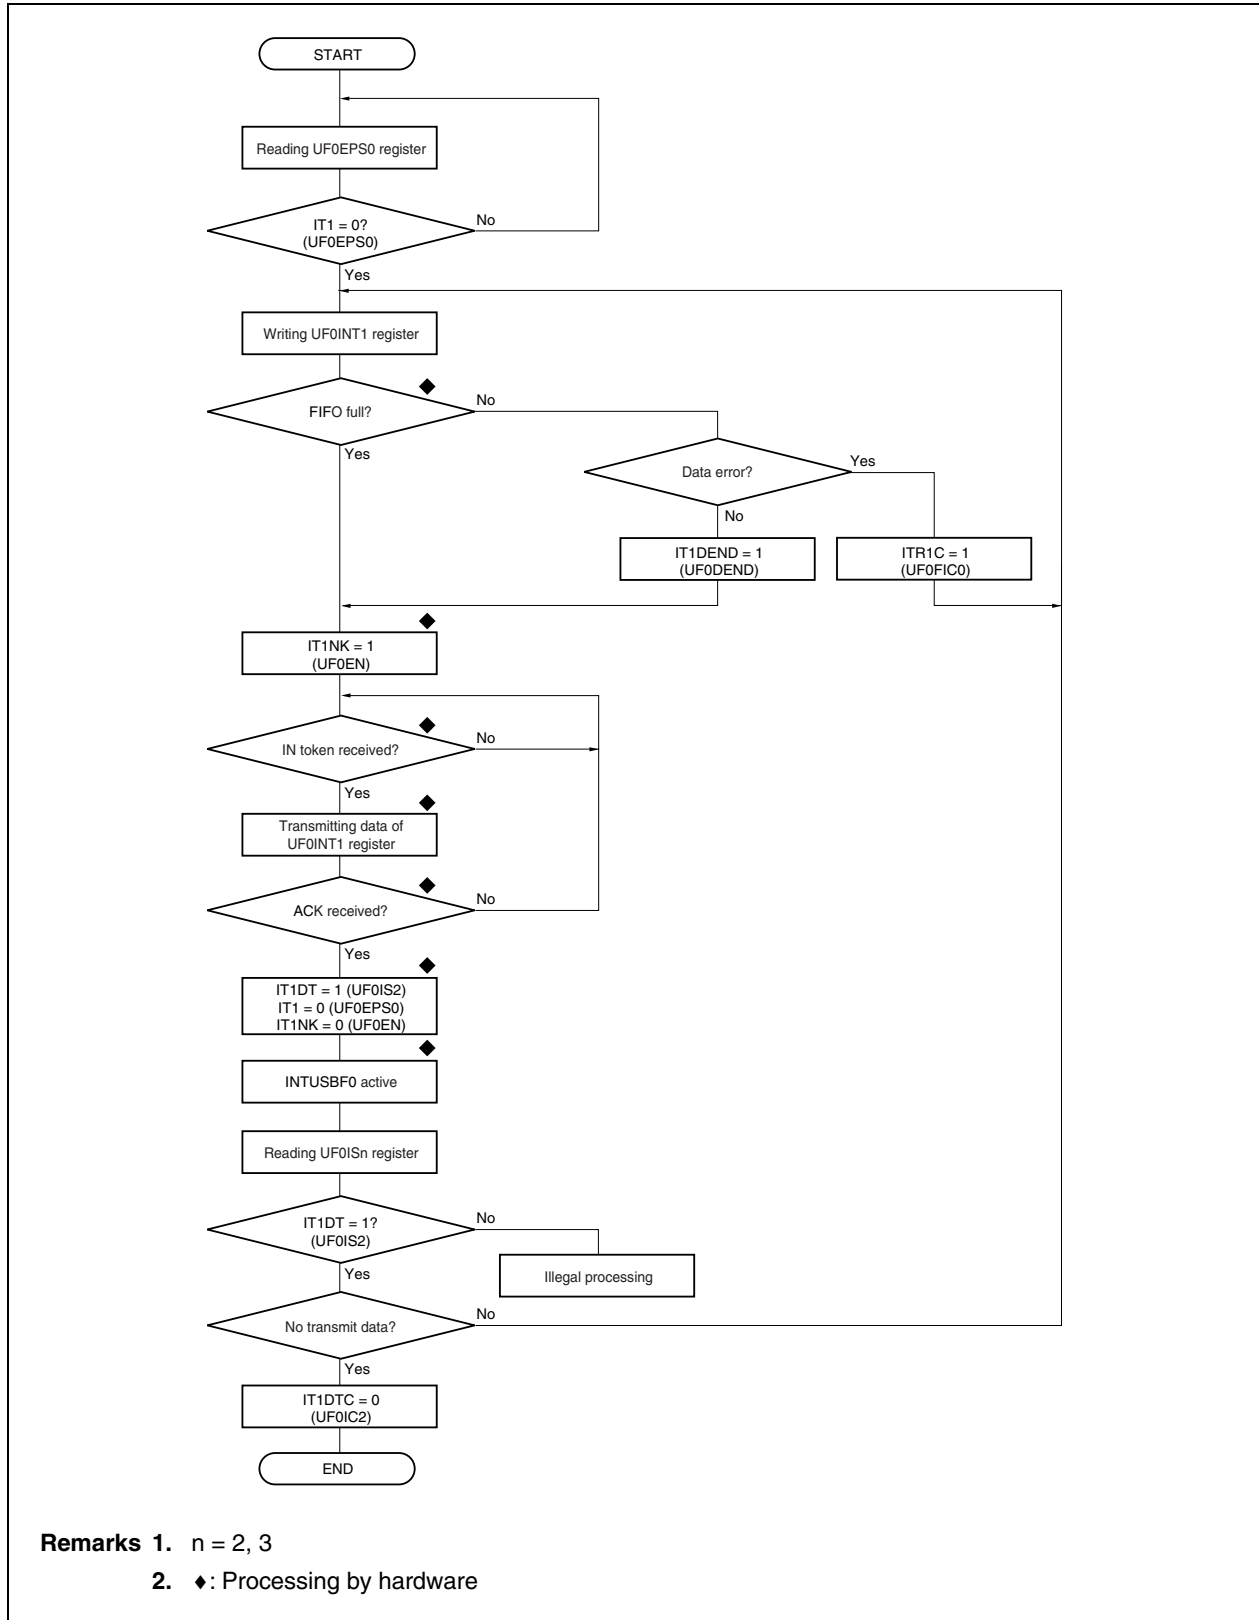 START
Reading UF0EPS0 register
IT1 = 0?
(UF0EPS0)
No
Yes
Writing UF0INT1 register
FIFO full?
No
Yes
Data error?
Yes
No
IT1DEND = 1
(UF0DEND)
ITR1C = 1
(UF0FIC0)
IT1NK = 1
(UF0EN)
IN token received?
No
Yes
Transmitting data of
UF0INT1 register
ACK received?
No
Yes
IT1DT = 1 (UF0IS2)
IT1 = 0 (UF0EPS0)
IT1NK = 0 (UF0EN)
INTUSBF0 active
Reading UF0ISn register
IT1DT = 1?
(UF0IS2)
No
Illegal processing
Yes
No transmit data?
No
Yes
IT1DTC = 0
(UF0IC2)
END
Remarks 1. n = 2, 3
2. ♦: Processing by hardware